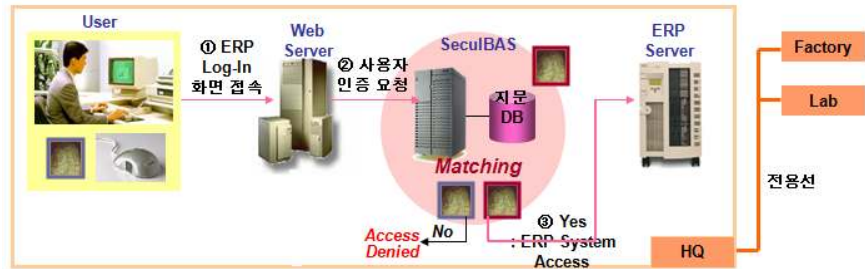 User
① ERP
Log-In
화면 접속
Web
Server
② 사용자
인증 요청
SeculBAS
지문
DB
Matching
No
Access
Denied
③ Yes
: ERP System
Access
ERP
Server
HQ
Factory
Lab
전용선